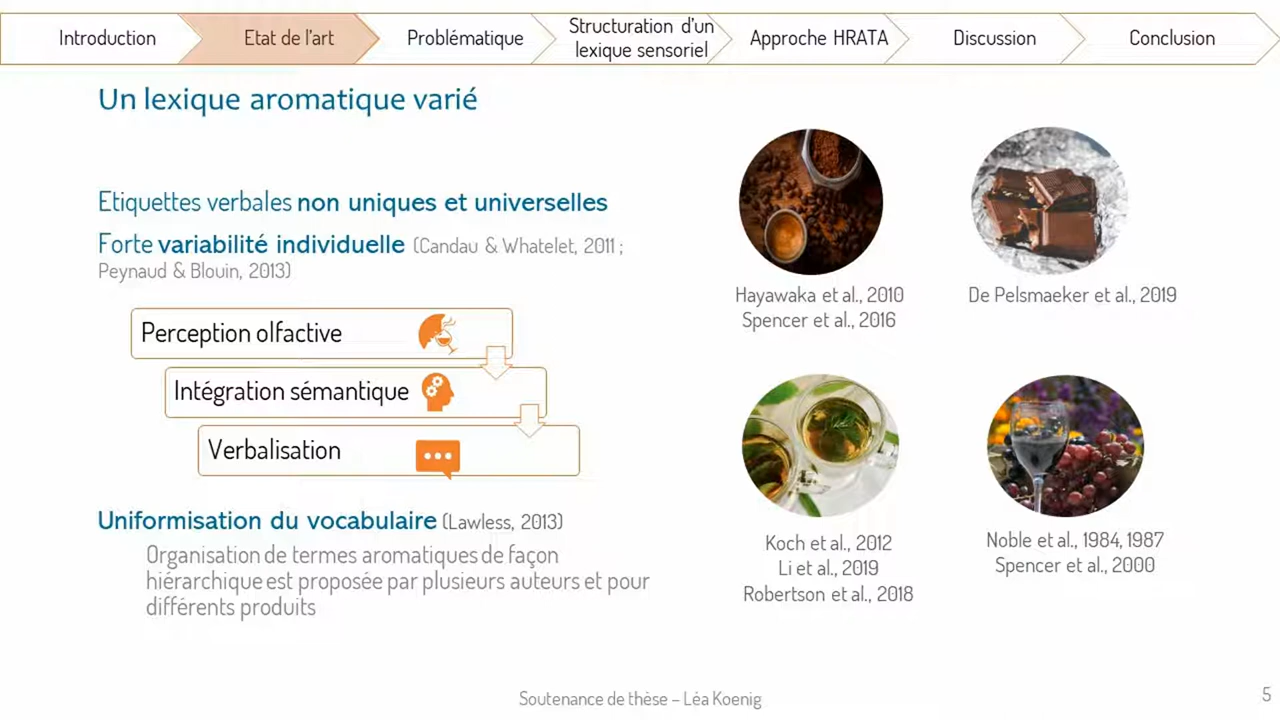 Introduction
Etat de l'art
Problématique
Structuration d'un
lexique sensoriel
Approche HRATA
Discussion
Conclusion
Un lexique aromatique varié
Etiquettes verbales non uniques et universelles
Forte variabilité individuelle (Candau & Whatelet, 2011 ;
Peynaud & Blouin, 2013)
Perception olfactive
Intégration sémantique
Verbalisation
Uniformisation du vocabulaire (Lawless, 2013)
Organisation de termes aromatiques de façon
hiérarchique est proposée par plusieurs auteurs et pour
différents produits
Hayawaka et al., 2010
Spencer et al., 2016
De Pelsmaeker et al., 2019
Koch et al., 2012
Li et al., 2019
Robertson et al., 2018
Noble et al., 1984, 1987
Spencer et al., 2000
Soutenance de thèse – Léa Koenig
5